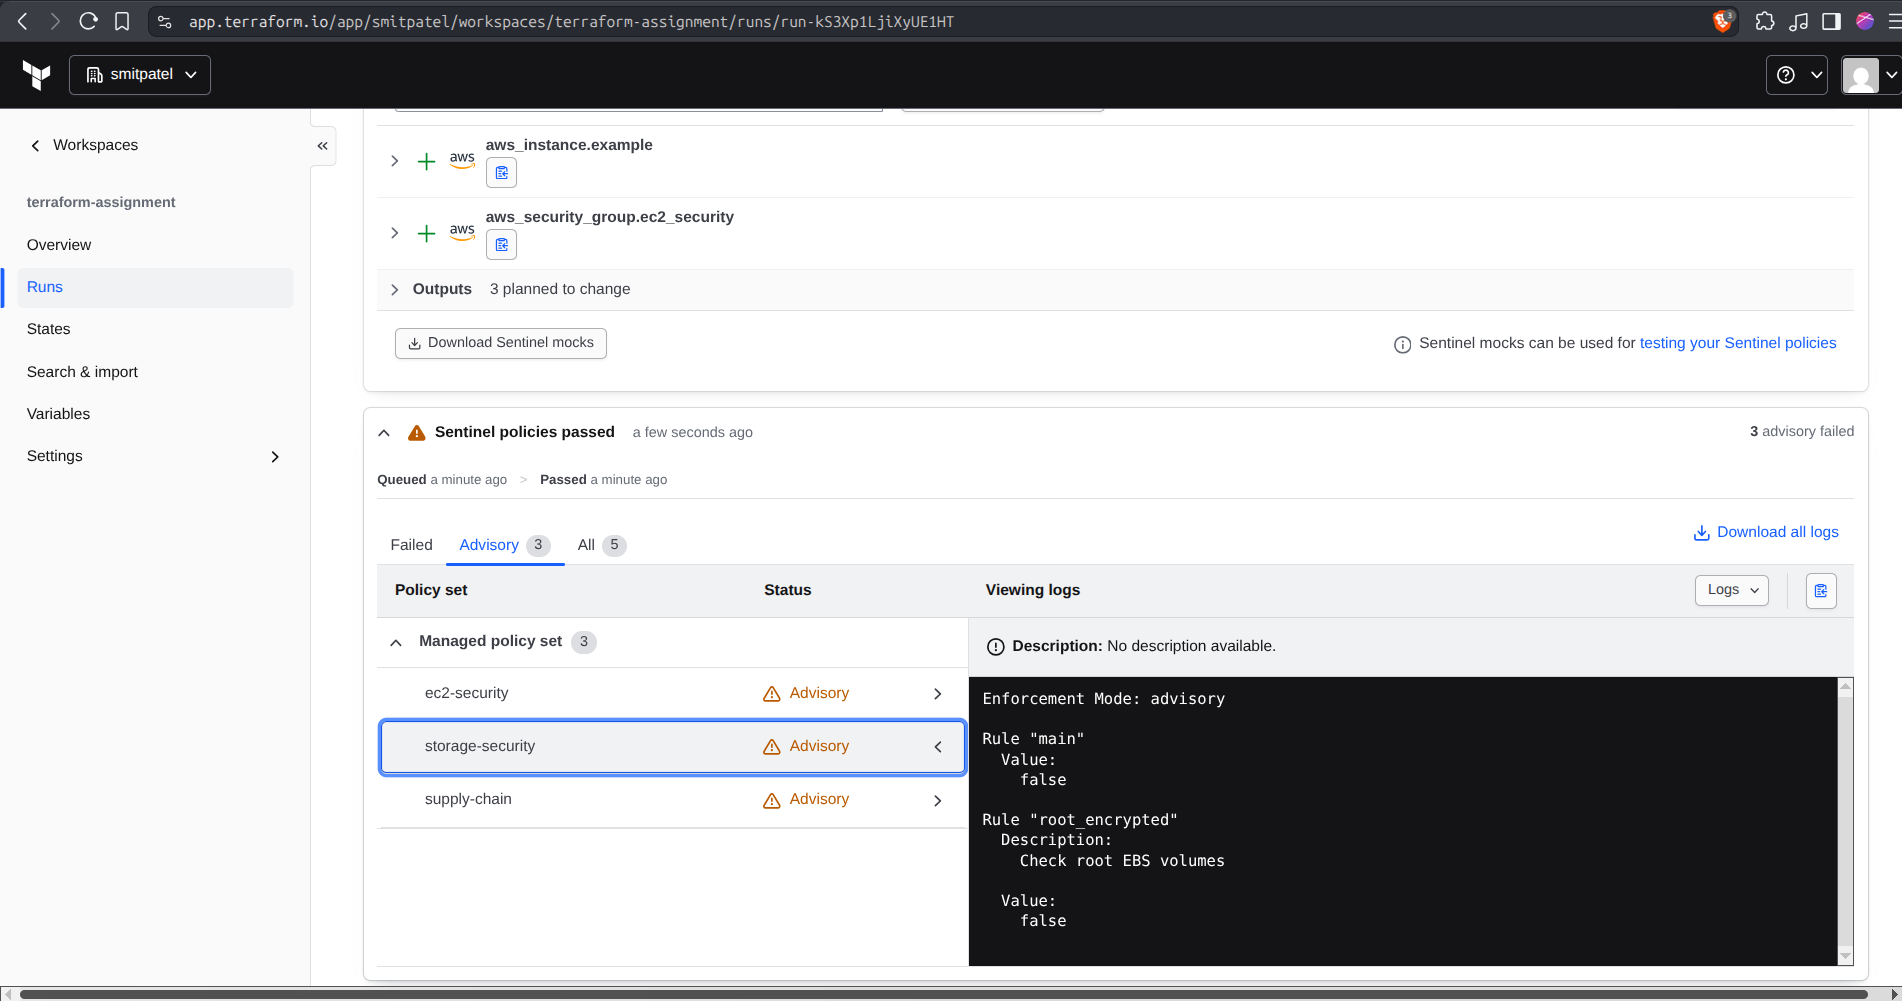 app.terraform.io/app/smitpatel/workspaces/terraform-assignment/runs/run-kS3Xp1LjiXyUE1HT
3
smitpatel
Workspaces
terraform-assignment
Overview
Runs
States
Search & import
Variables
Settings
aws
aws_instance.example
aws
aws_security_group.ec2_security
Outputs 3 planned to change
Download Sentinel mocks
Sentinel mocks can be used for testing your Sentinel policies
Sentinel policies passed a few seconds ago
3 advisory failed
Queued a minute ago > Passed a minute ago
Failed Advisory 3 All 5
Download all logs
Policy set Status
Viewing logs
Logs
Managed policy set 3
ec2-security Advisory
storage-security Advisory
supply-chain Advisory
Description: No description available.
Enforcement Mode: advisory
Rule "main"
Value:
false
Rule "root_encrypted"
Description:
Check root EBS volumes
Value:
false